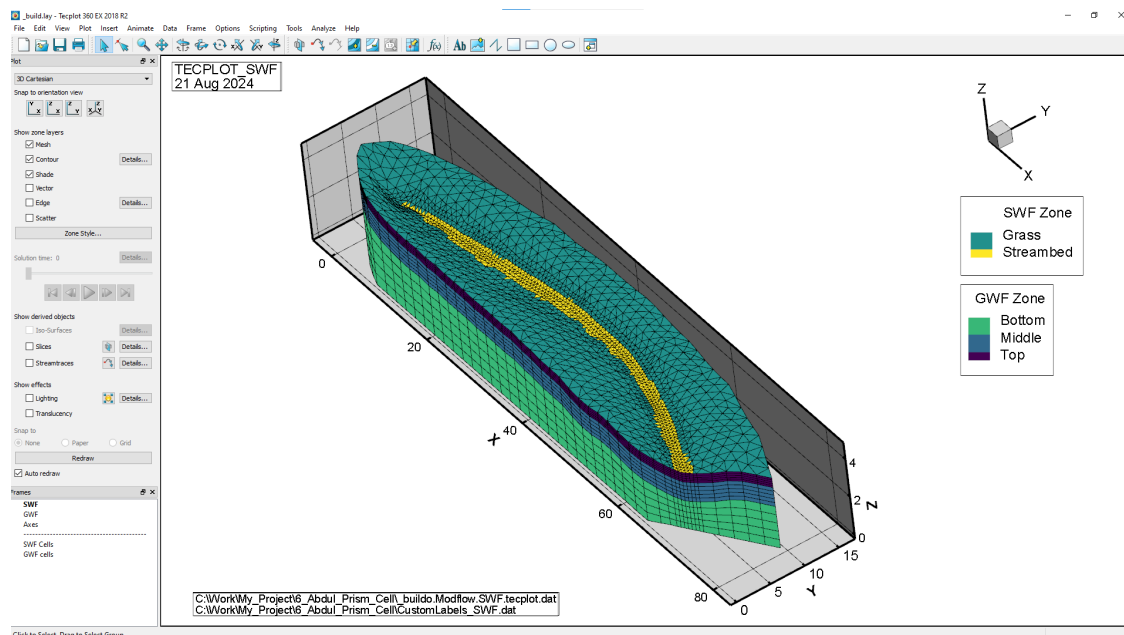 _build.lay - Tecplot 360 EX 2018 R2
File Edit View Plot Insert Animate Data Frame Options Scripting Tools Analyze Help
3D Cartesian
Snap to orientation view
Show zone layers
Mesh
Contour Details...
Shade
Vector
Edge Details...
Scatter
Zone Style...
Solution time: 0 Details...
Show derived objects
Iso-Surfaces Details...
Slices Details...
Streamtraces Details...
Show effects
Lighting Details...
Translucency
Snap to
None Paper Grid
Redraw
Auto redraw
SWF
GWF
Axes
SWF Cells
GWF cells
TECPLOT_SWF
21 Aug 2024
Z
Y
X
SWF Zone
Grass
Streambed
GWF Zone
Bottom
Middle
Top
0
20
X 40
60
80
0
5
Y
10
15
0
2 Z
4
C:\Work\My_Project\6_Abdul_Prism_Cell\_buildo.Modflow.SWF.tecplot.dat
C:\Work\My_Project\6_Abdul_Prism_Cell\CustomLabels_SWF.dat